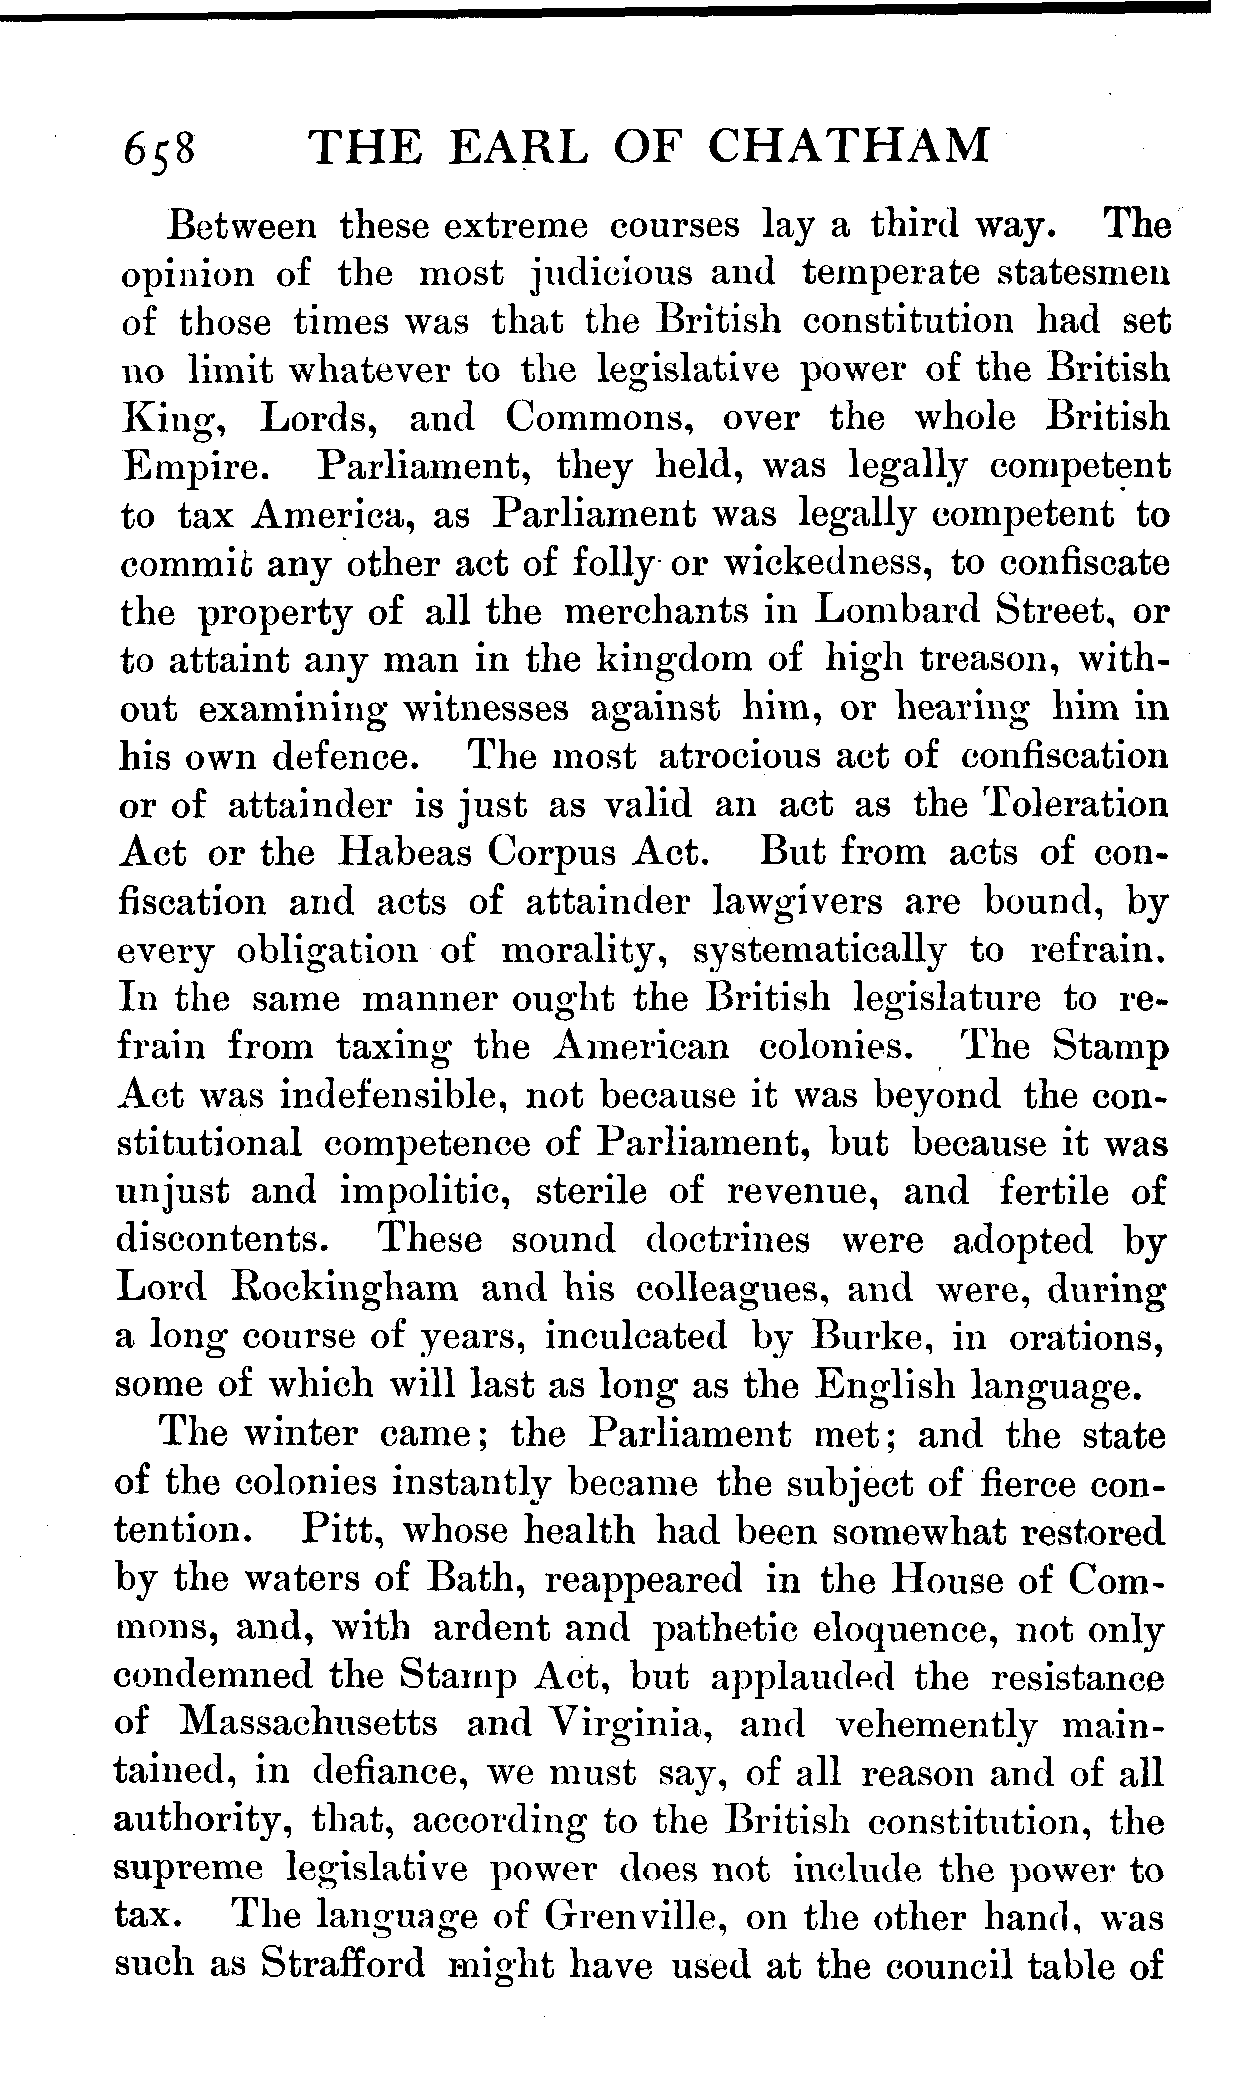 658 THE EARL OF CHATHAM
Between these extreme courses lay a third way. The
opinion of the most judicious and temperate statesmen
of those times was that the British constitution had set
no limit whatever to the legislative power of the British
King, Lords, and Commons, over the whole British
Empire. Parliament, they held, was legally competent
to tax America, as Parliament was legally competent to
commit any other act of folly or wickedness, to confiscate
the property of all the merchants in Lombard Street, or
to attaint any man in the kingdom of high treason, with-
out examining witnesses against him, or hearing him in
his own defence. The most atrocious act of confiscation
or of attainder is just as valid an act as the Toleration
Act or the Habeas Corpus Act. But from acts of con-
fiscation and acts of attainder lawgivers are bound, by
every obligation of morality, systematically to refrain.
In the same manner ought the British legislature to re-
frain from taxing the American colonies. The Stamp
Act was indefensible, not because it was beyond the con-
stitutional competence of Parliament, but because it was
unjust and impolitic, sterile of revenue, and fertile of
discontents. These sound doctrines were adopted by
Lord Rockingham and his colleagues, and were, during
a long course of years, inculcated by Burke, in orations,
some of which will last as long as the English language.
The winter came; the Parliament met; and the state
of the colonies instantly became the subject of fierce con-
tention. Pitt, whose health had been somewhat restored
by the waters of Bath, reappeared in the House of Com-
mons, and, with ardent and pathetic eloquence, not only
condemned the Stamp Act, but applauded the resistance
of Massachusetts and Virginia, and vehemently main-
tained, in defiance, we must say, of all reason and of all
authority, that, according to the British constitution, the
supreme legislative power does not include the power to
tax. The language of Grenville, on the other hand, was
such as Strafford might have used at the council table of